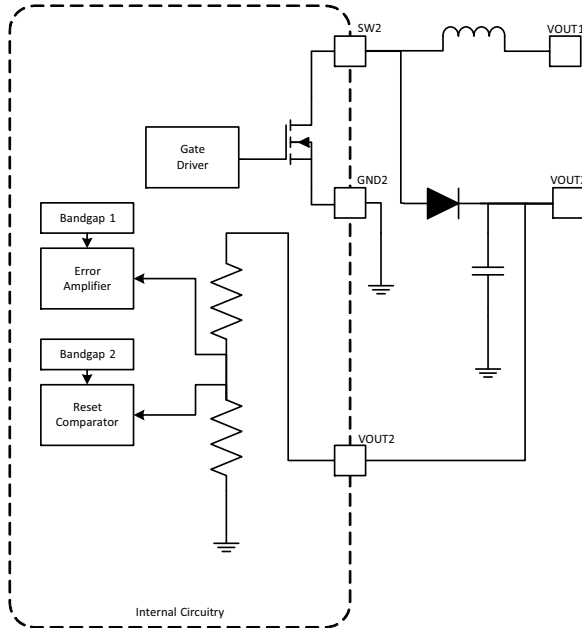 SW2
VOUT1
Gate
Driver
GND2
VOUT2
Bandgap 1
Error
Amplifier
Bandgap 2
Reset
Comparator
VOUT2
Internal Circuitry